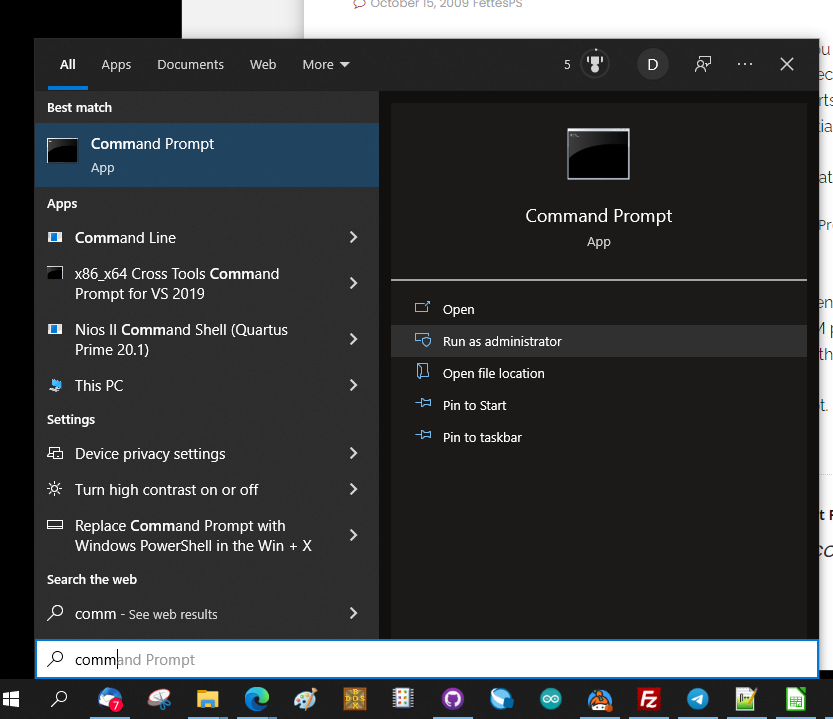 October 15, 2009 FettesPS
All Apps Documents Web More 5 D
Best match
Command Prompt
App
Apps
Command Line
x86_x64 Cross Tools Command
Prompt for VS 2019
Nios II Command Shell (Quartus
Prime 20.1)
This PC
Settings
Device privacy settings
Turn high contrast on or off
Replace Command Prompt with
Windows PowerShell in the Win + X
Search the web
comm - See web results
command Prompt
Command Prompt
App
Open
Run as administrator
Open file location
Pin to Start
Pin to taskbar
7
DOS
Fz